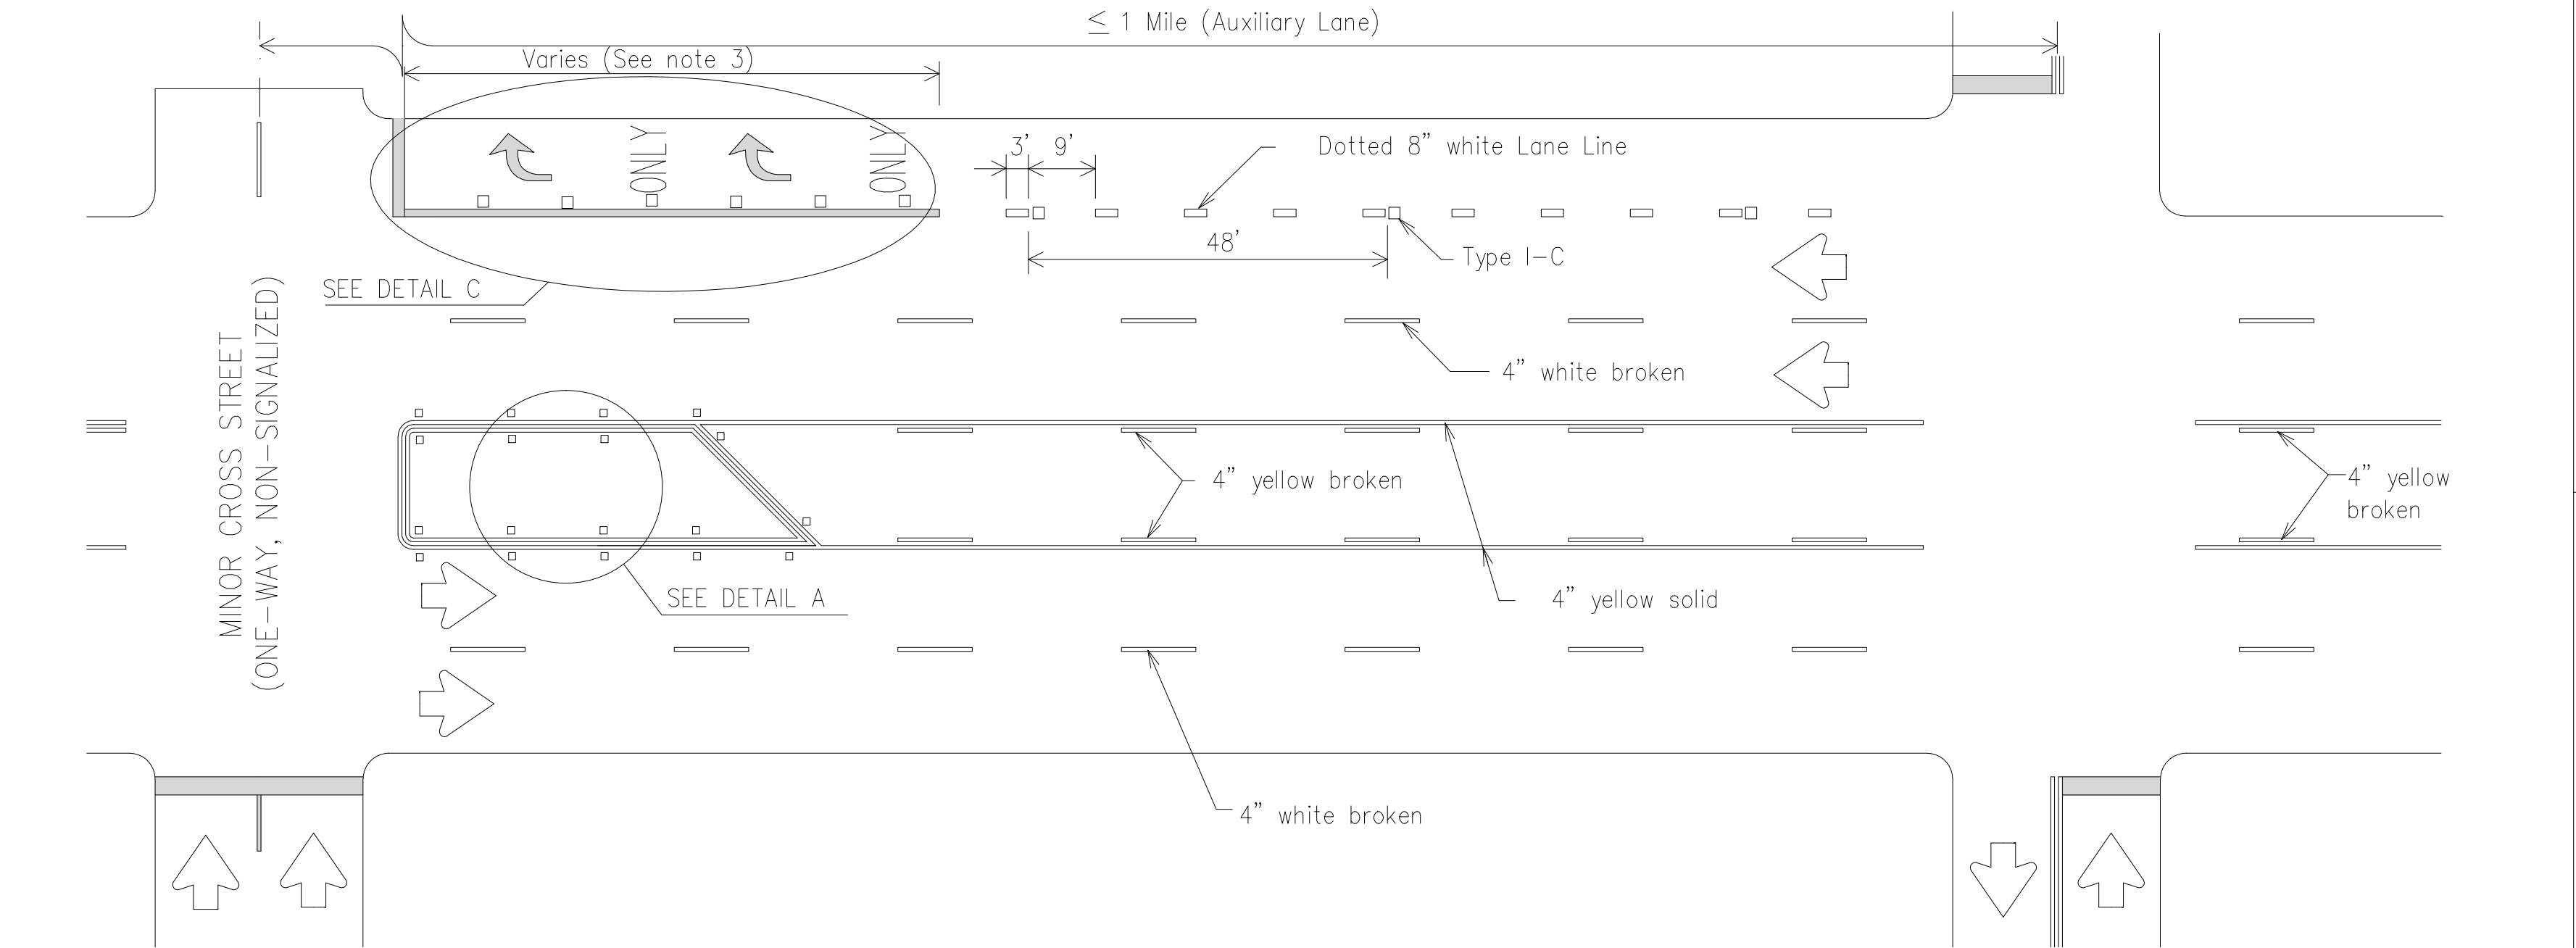 ≤ 1 Mile (Auxiliary Lane)
Varies (See note 3)
ONLY
ONLY
3' 9'
Dotted 8" white Lane Line
48'
Type I-C
SEE DETAIL C
MINOR CROSS STREET
(ONE-WAY, NON-SIGNALIZED)
4" white broken
4" yellow broken
4" yellow
broken
SEE DETAIL A
4" yellow solid
4" white broken